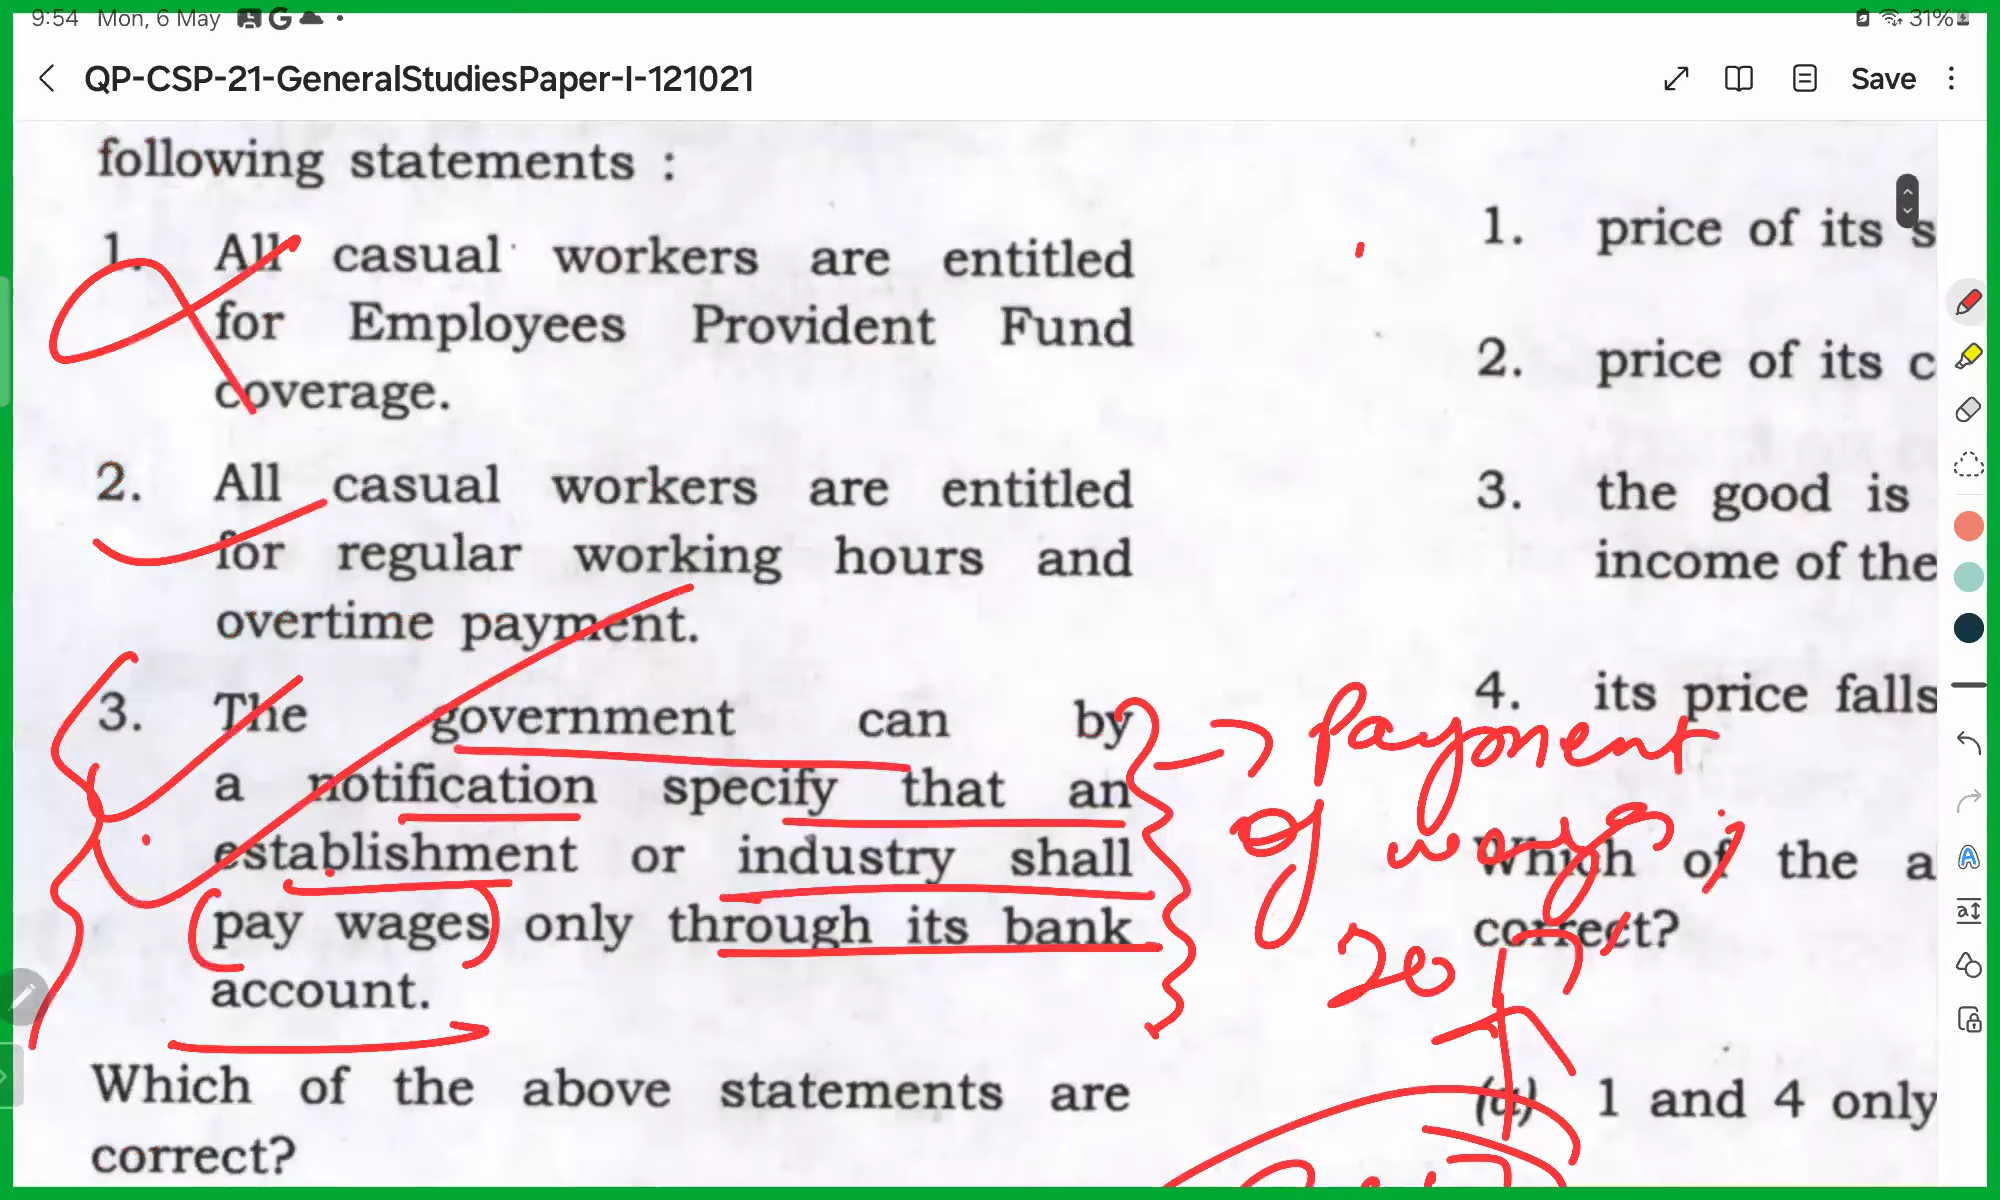 9:54 Mon, 6 May
31%
QP-CSP-21-GeneralStudiesPaper-I-121021
Save
following statements :
1. All casual workers are entitled
for Employees Provident Fund
coverage.
2. All casual workers are entitled
for regular working hours and
overtime payment.
3. The government can by
a notification specify that an
establishment or industry shall
pay wages only through its bank
account.
Which of the above statements are
correct?
1. price of its s
2. price of its c
3. the good is
income of the
4. its price falls
Payment
of wages
Which of the a
correct?
20
(a) 1 and 4 only